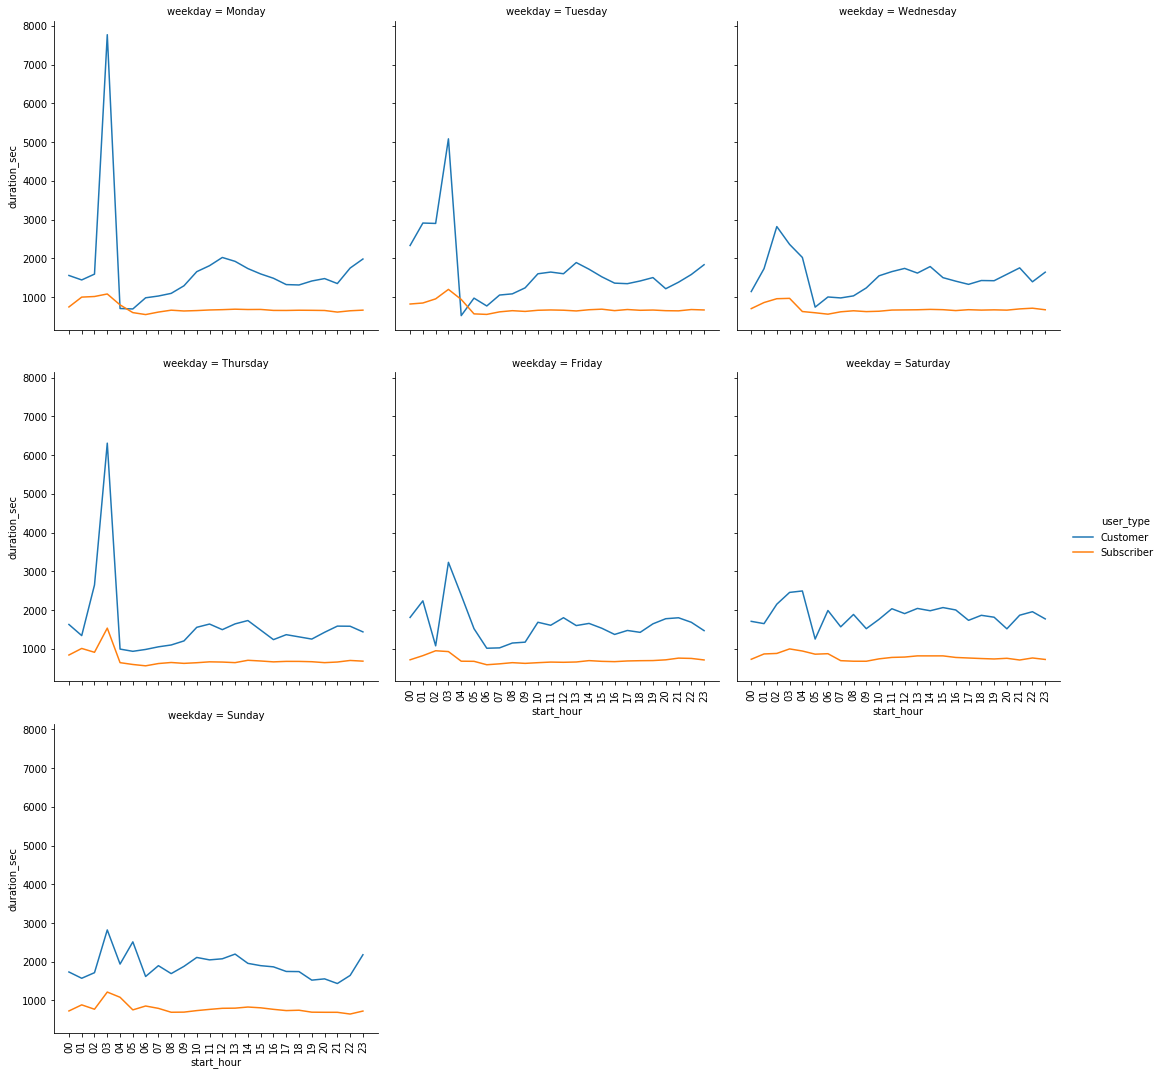 weekday = Monday
weekday = Tuesday
weekday = Wednesday
8000
7000
6000
5000
4000
3000
2000
1000
duration_sec
weekday = Thursday
weekday = Friday
weekday = Saturday
8000
7000
6000
5000
4000
3000
2000
1000
duration_sec
user_type
Customer
Subscriber
00 01 02 03 04 05 06 07 08 09 10 11 12 13 14 15 16 17 18 19 20 21 22 23
start_hour
00 01 02 03 04 05 06 07 08 09 10 11 12 13 14 15 16 17 18 19 20 21 22 23
start_hour
weekday = Sunday
8000
7000
6000
5000
4000
3000
2000
1000
duration_sec
00 01 02 03 04 05 06 07 08 09 10 11 12 13 14 15 16 17 18 19 20 21 22 23
start_hour